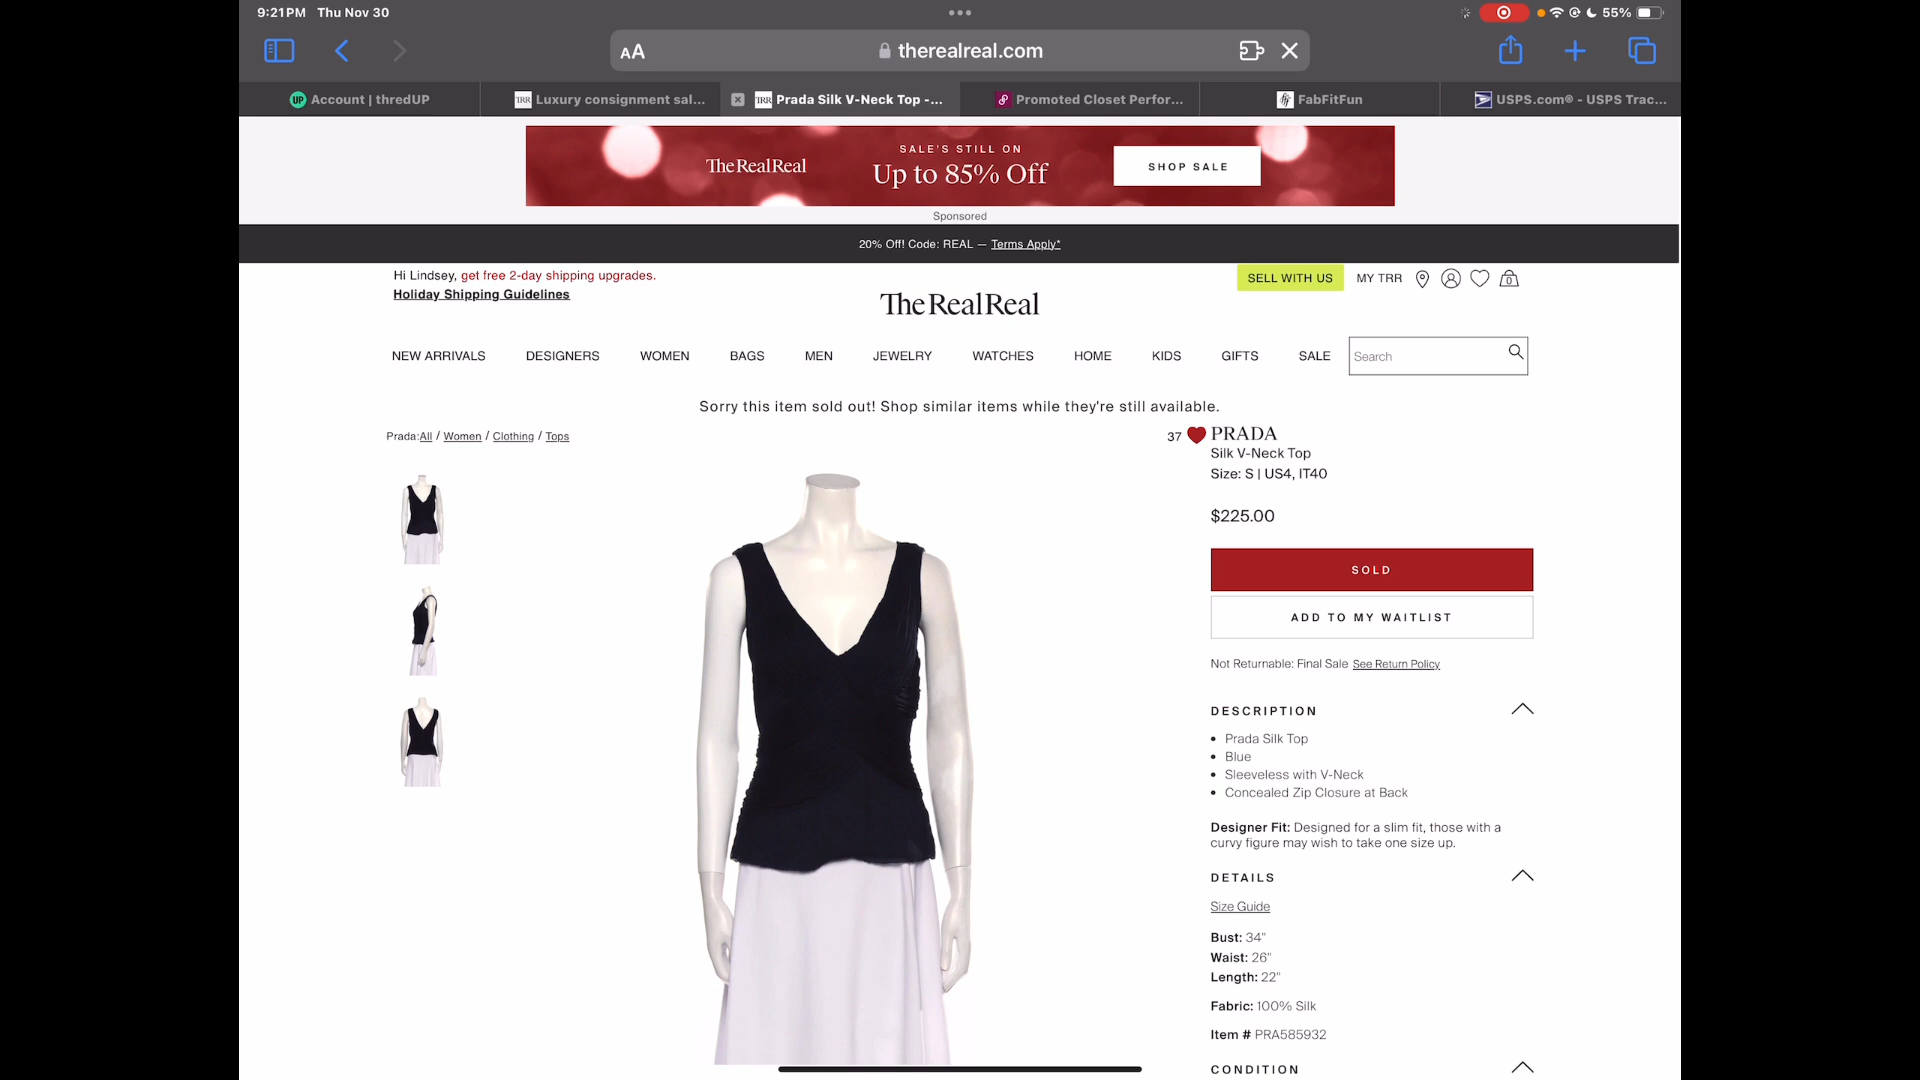 9:21PM Thu Nov 30
55%
AA
therealreal.com
UP Account | thredUP
TRR Luxury consignment sal...
TRR Prada Silk V-Neck Top -...
Promoted Closet Perfor...
FabFitFun
USPS.com® - USPS Trac...
TheRealReal
SALE'S STILL ON
Up to 85% Off
SHOP SALE
Sponsored
20% Off! Code: REAL — Terms Apply*
Hi Lindsey, get free 2-day shipping upgrades.
Holiday Shipping Guidelines
TheRealReal
SELL WITH US
MY TRR
0
NEW ARRIVALS
DESIGNERS
WOMEN
BAGS
MEN
JEWELRY
WATCHES
HOME
KIDS
GIFTS
SALE
Search
Sorry this item sold out! Shop similar items while they're still available.
Prada:All / Women / Clothing / Tops
37
PRADA
Silk V-Neck Top
Size: S | US4, IT40
$225.00
SOLD
ADD TO MY WAITLIST
Not Returnable: Final Sale See Return Policy
DESCRIPTION
• Prada Silk Top
• Blue
• Sleeveless with V-Neck
• Concealed Zip Closure at Back
Designer Fit: Designed for a slim fit, those with a
curvy figure may wish to take one size up.
DETAILS
Size Guide
Bust: 34"
Waist: 26"
Length: 22"
Fabric: 100% Silk
Item # PRA585932
CONDITION